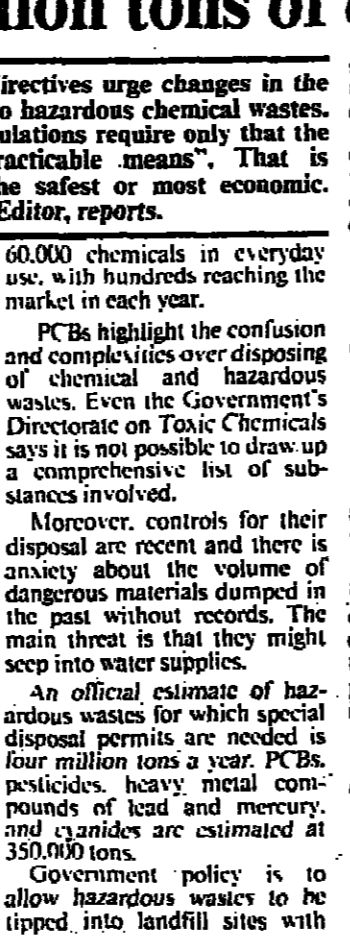 llion tons of
irectives urge changes in the
o hazardous chemical wastes.
ulations require only that the
racticable means". That is
he safest or most economic.
Editor, reports.
60.000 chemicals in everyday
use. with hundreds reaching the
market in each year.
PCBs highlight the confusion
and complexities over disposing
of chemical and hazardous
wastes. Even the Government's
Directorate on Toxic Chemicals
says it is not possible to draw up
a comprehensive list of sub-
stances involved.
Moreover. controls for their
disposal are recent and there is
anxiety about the volume of
dangerous materials dumped in
the past without records. The
main threat is that they might
seep into water supplies.
An official estimate of haz-
ardous wastes for which special
disposal permits are needed is
four million tons a year. PCBs.
pesticides. heavy metal com-
pounds of lead and mercury.
and cyanides are estimated at
350.000 tons.
Government policy is to
allow hazardous wastes to be
tipped into landfill sites with